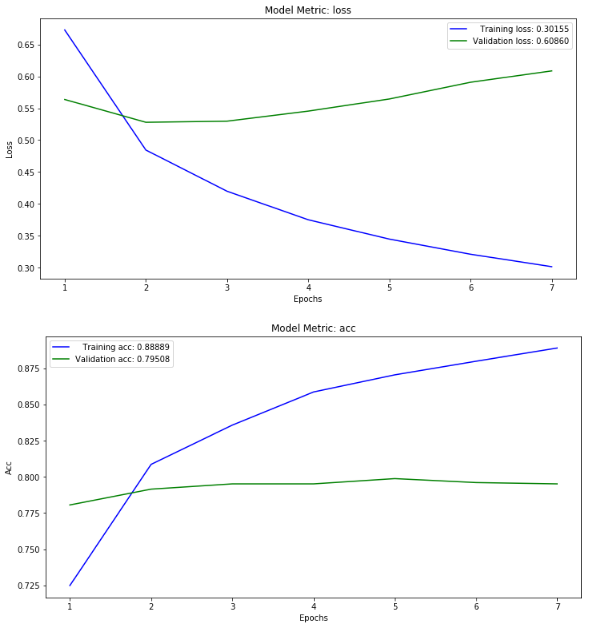 Model Metric: loss
Training loss: 0.30155
Validation loss: 0.60860
0.65
0.60
0.55
0.50
0.45
0.40
0.35
0.30
Loss
1 2 3 4 5 6 7
Epochs
Model Metric: acc
Training acc: 0.88889
Validation acc: 0.79508
0.875
0.850
0.825
0.800
0.775
0.750
0.725
Acc
1 2 3 4 5 6 7
Epochs